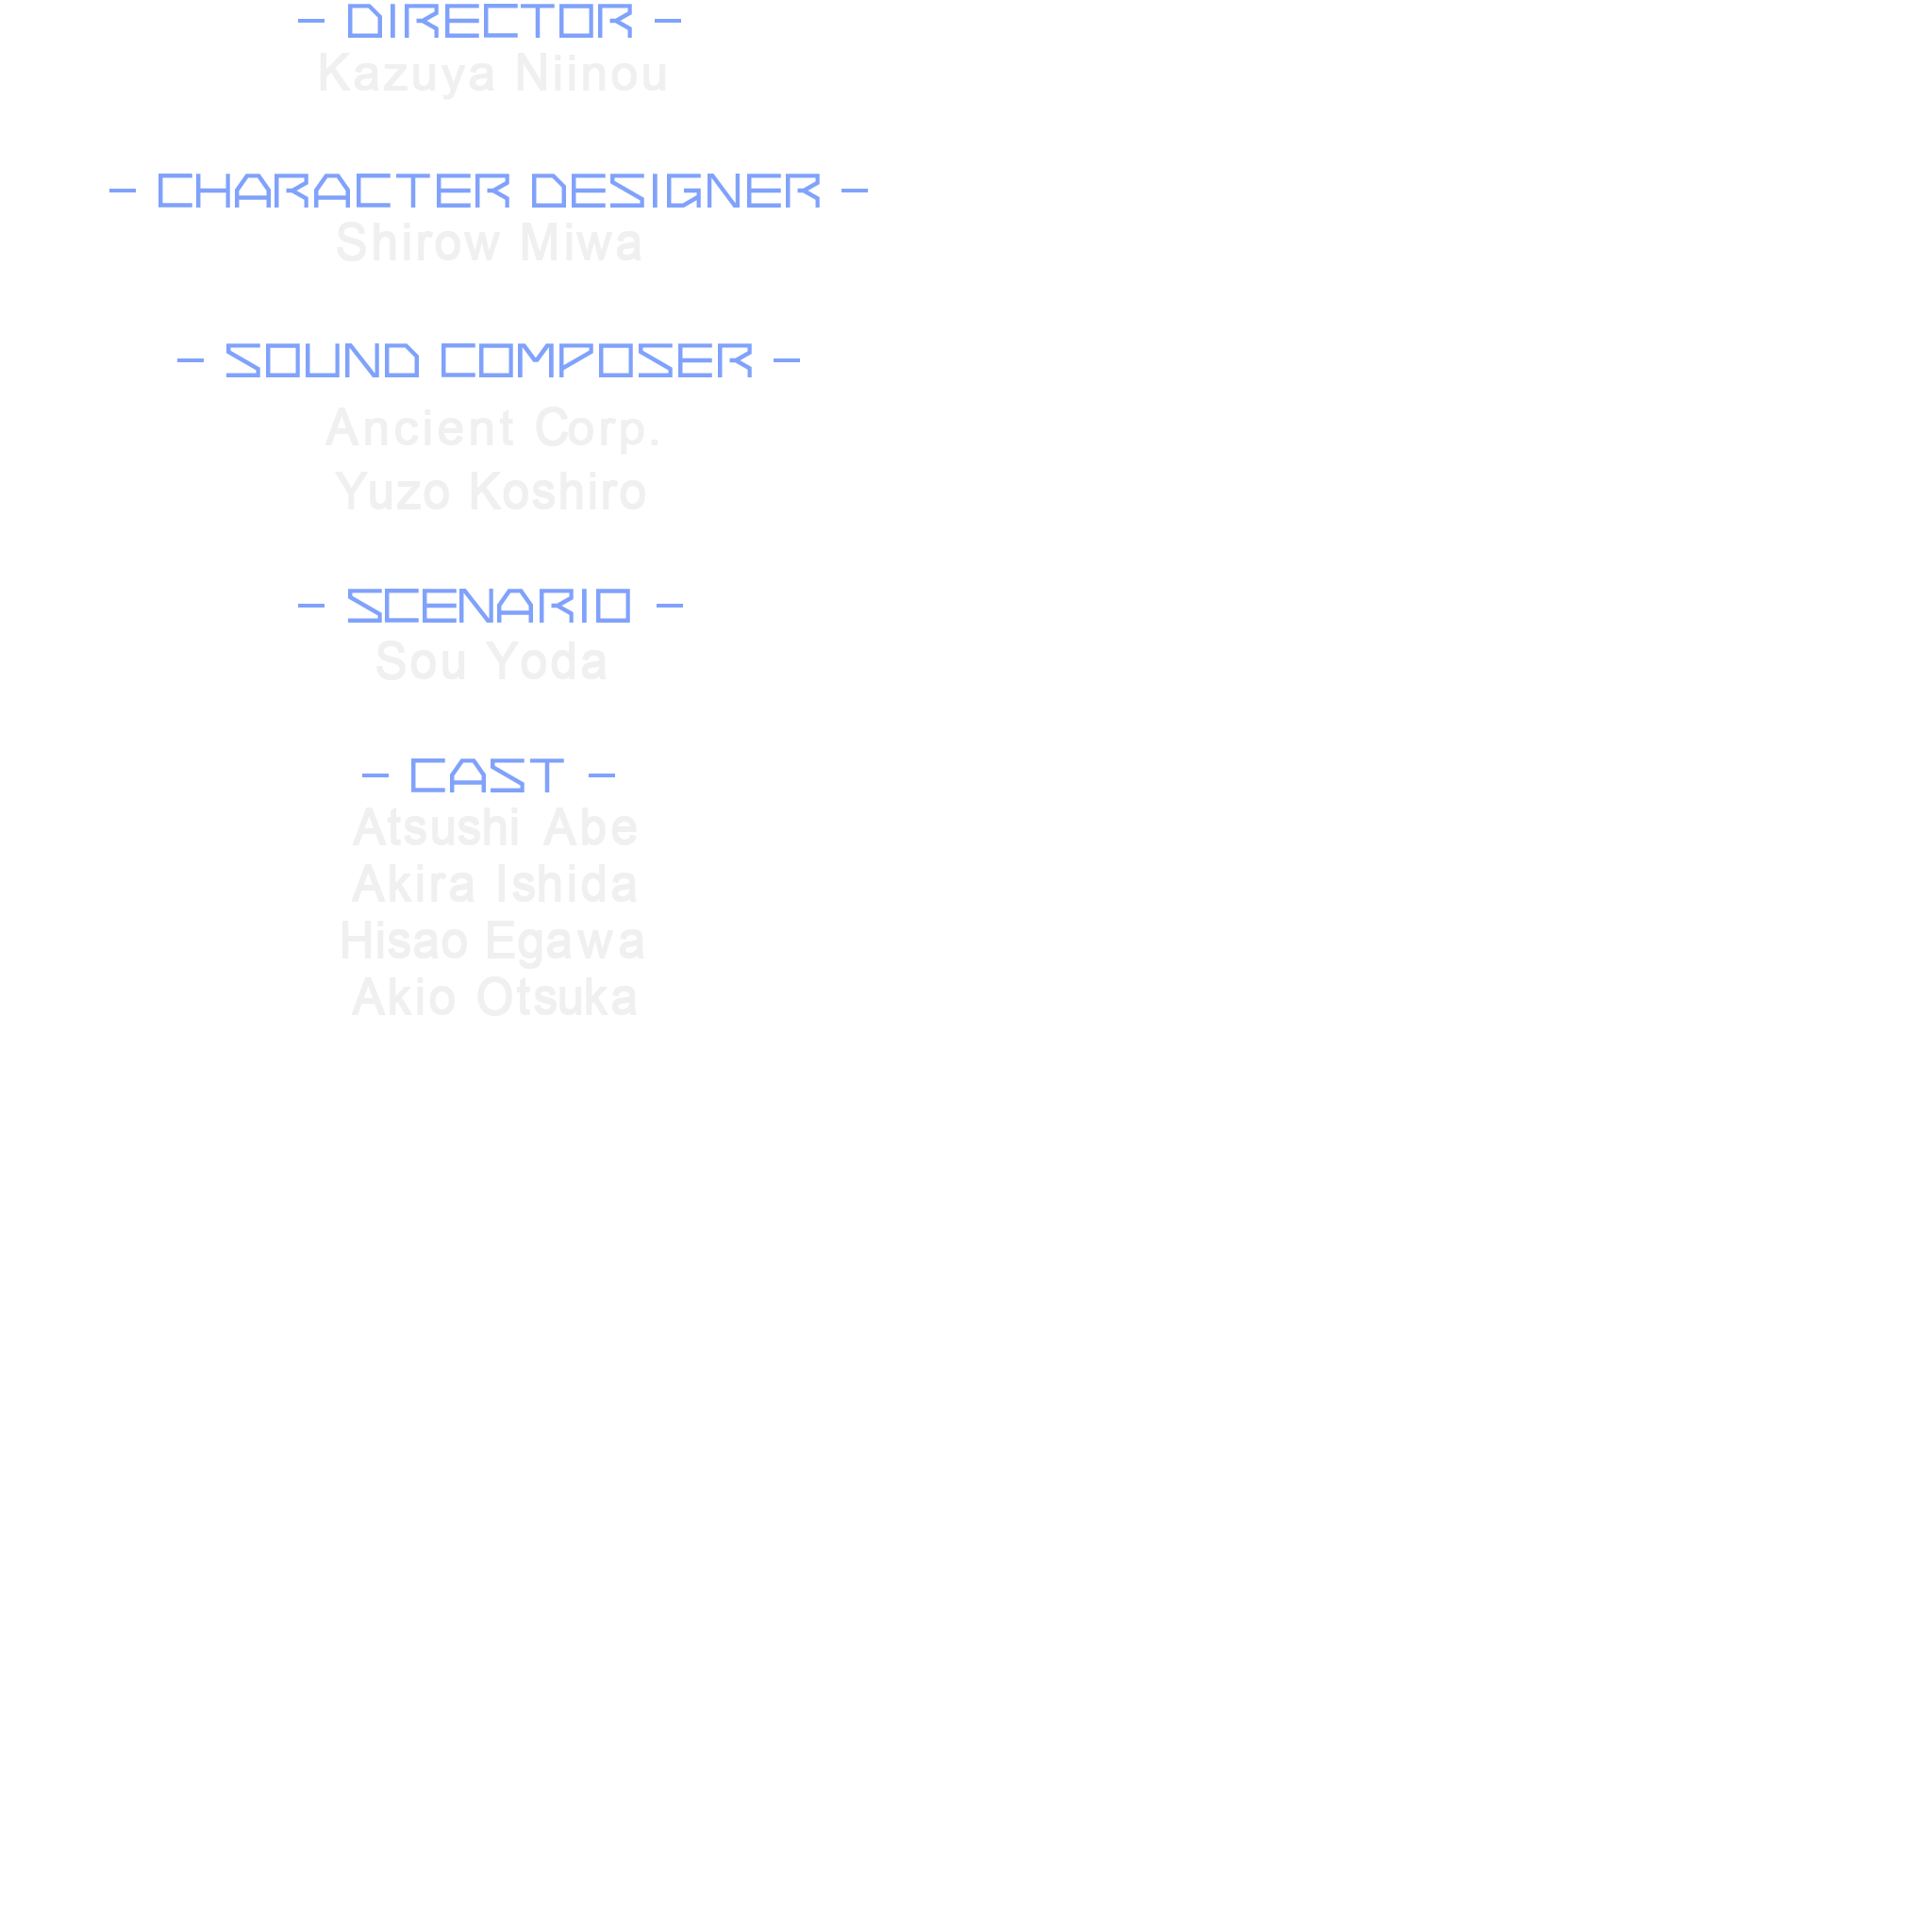 - DIRECTOR -
Kazuya Niinou
- CHARACTER DESIGNER -
Shirow Miwa
- SOUND COMPOSER -
Ancient Corp.
Yuzo Koshiro
- SCENARIO -
Sou Yoda
- CAST -
Atsushi Abe
Akira Ishida
Hisao Egawa
Akio Otsuka